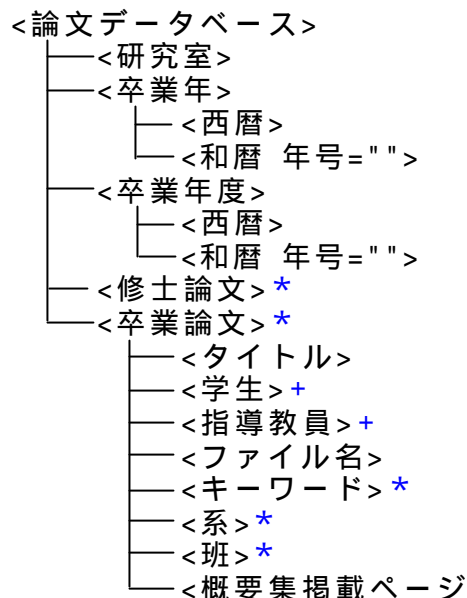 <論文データベース>
<研究室>
<卒業年>
<西暦>
<和暦 年号="">
<卒業年度>
<西暦>
<和暦 年号="">
<修士論文>*
<卒業論文>*
<タイトル>
<学生>+
<指導教員>+
<ファイル名>
<キーワード>*
<系>*
<班>*
<概要集掲載ページ